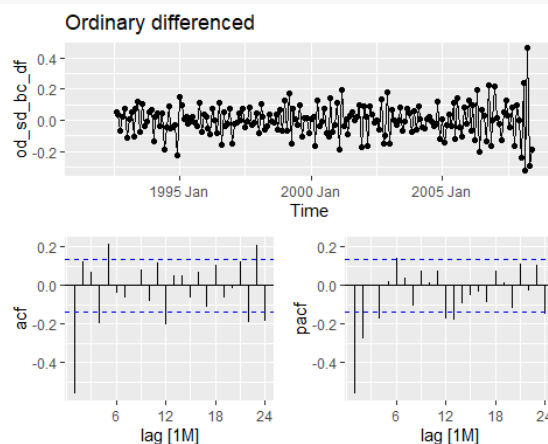 Ordinary differenced
od_sd_bc_df
0.4
0.2
0.0
-0.2
1995 Jan
2000 Jan
2005 Jan
Time
acf
0.2
0.0
-0.2
-0.4
6
12
18
24
lag [1M]
pacf
0.2
0.0
-0.2
-0.4
6
12
18
24
lag [1M]